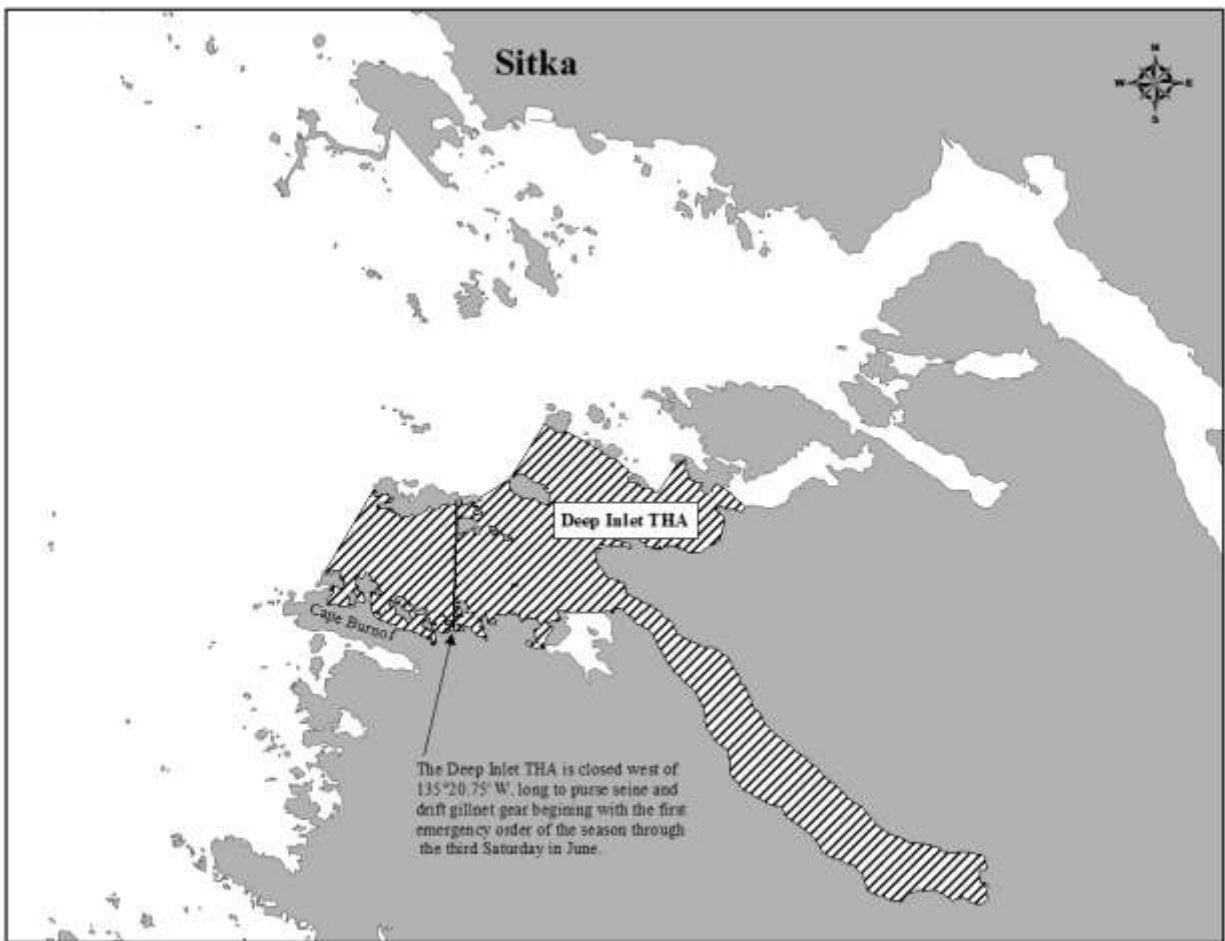 Sitka
N
W E
S
Deep Inlet THA
Cape Burnof
The Deep Inlet THA is closed west of
135°20.75' W. long to purse seine and
drift gillnet gear begining with the first
emergency order of the season through
the third Saturday in June.